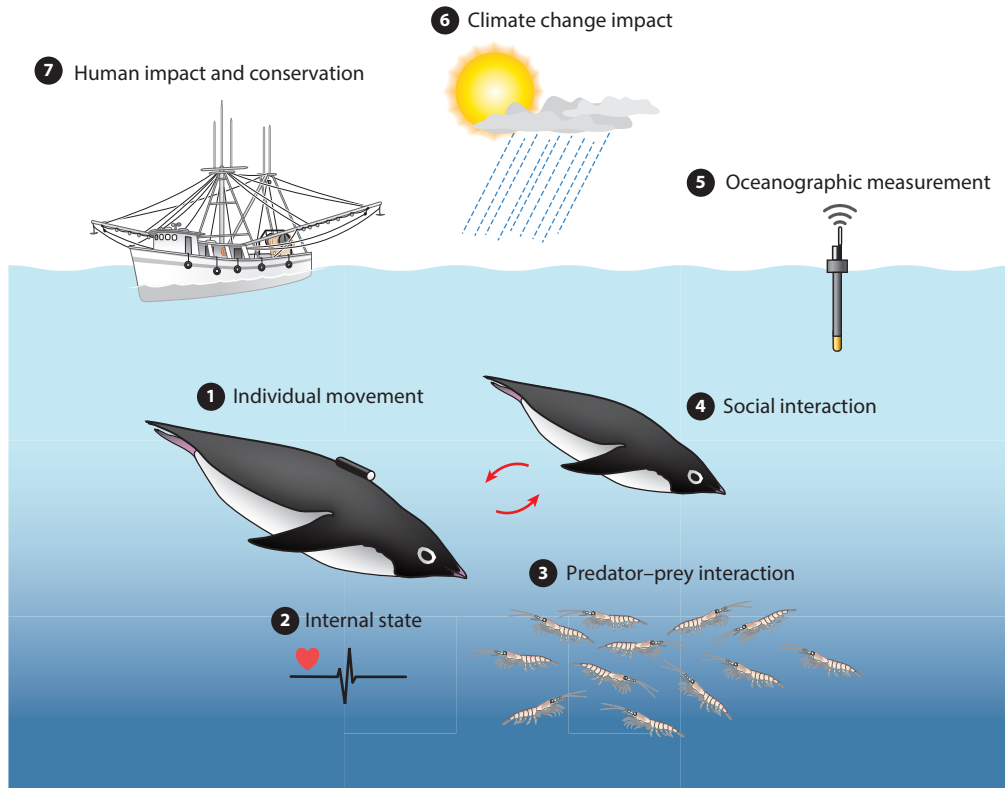 6 Climate change impact
7 Human impact and conservation
5 Oceanographic measurement
1 Individual movement
4 Social interaction
3 Predator–prey interaction
2 Internal state